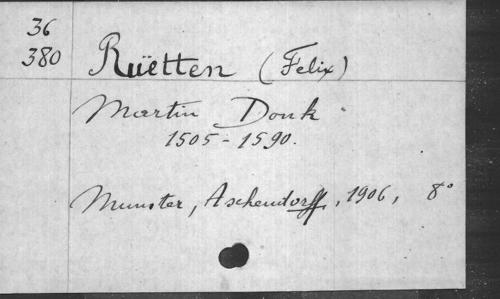 36
380
Rüetten (Felix)
Martin Donk
1505-1590.
Munster, Aschendorff, 1906, 8°